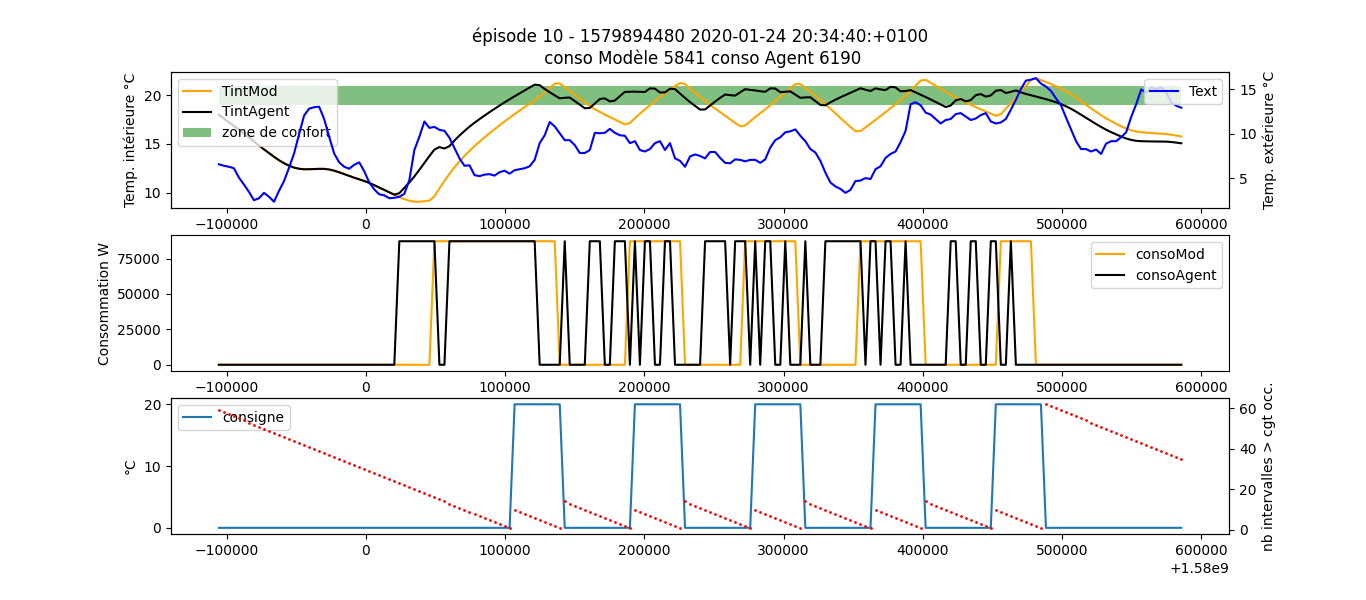 épisode 10 - 1579894480 2020-01-24 20:34:40:+0100
conso Modèle 5841 conso Agent 6190
Temp. intérieure °C
20
15
10
TintMod
TintAgent
zone de confort
Text
15
10
5
Temp. extérieure °C
−100000 0 100000 200000 300000 400000 500000 600000
Consommation W
75000
50000
25000
0
consoMod
consoAgent
−100000 0 100000 200000 300000 400000 500000 600000
°C
20
10
0
consigne
60
40
20
0
nb intervalles > cgt occ.
−100000 0 100000 200000 300000 400000 500000 600000
+1.58e9